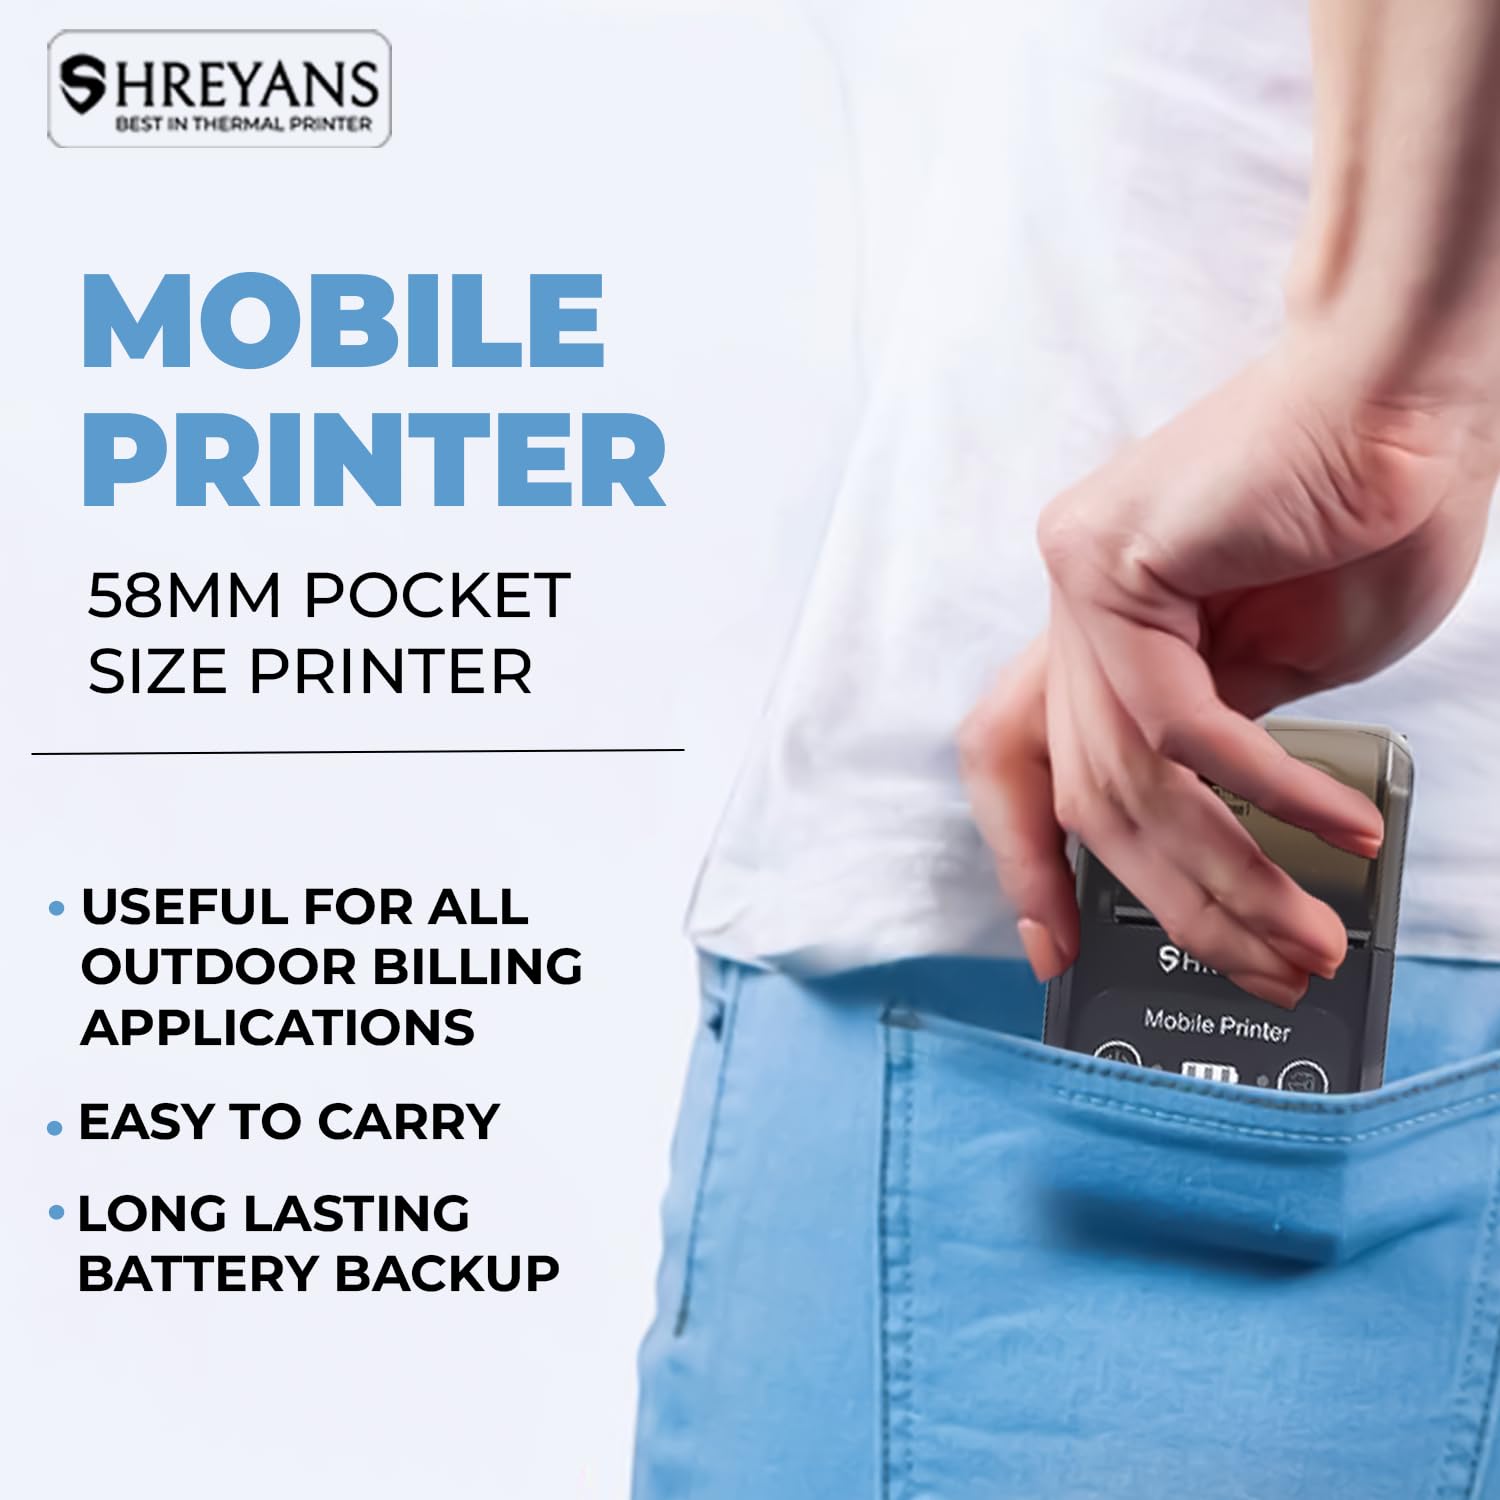 SHREYANS
BEST IN THERMAL PRINTER
MOBILE
PRINTER
58MM POCKET
SIZE PRINTER
• USEFUL FOR ALL
OUTDOOR BILLING
APPLICATIONS
• EASY TO CARRY
• LONG LASTING
BATTERY BACKUP
Mobile Printer